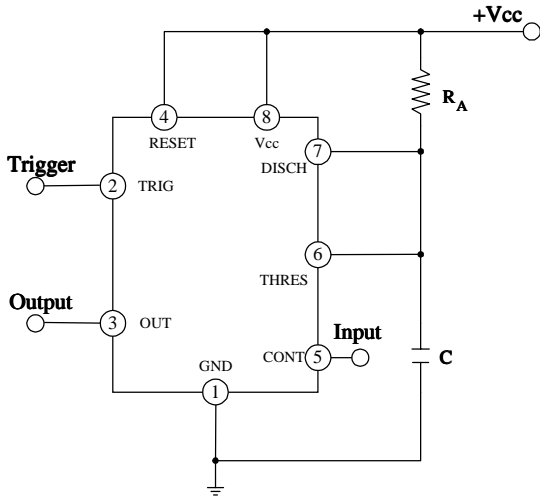 +Vcc
R_A
4
8
RESET
Vcc
7
DISCH
Trigger
2
TRIG
6
THRES
Output
3
OUT
Input
CONT
5
C
GND
1